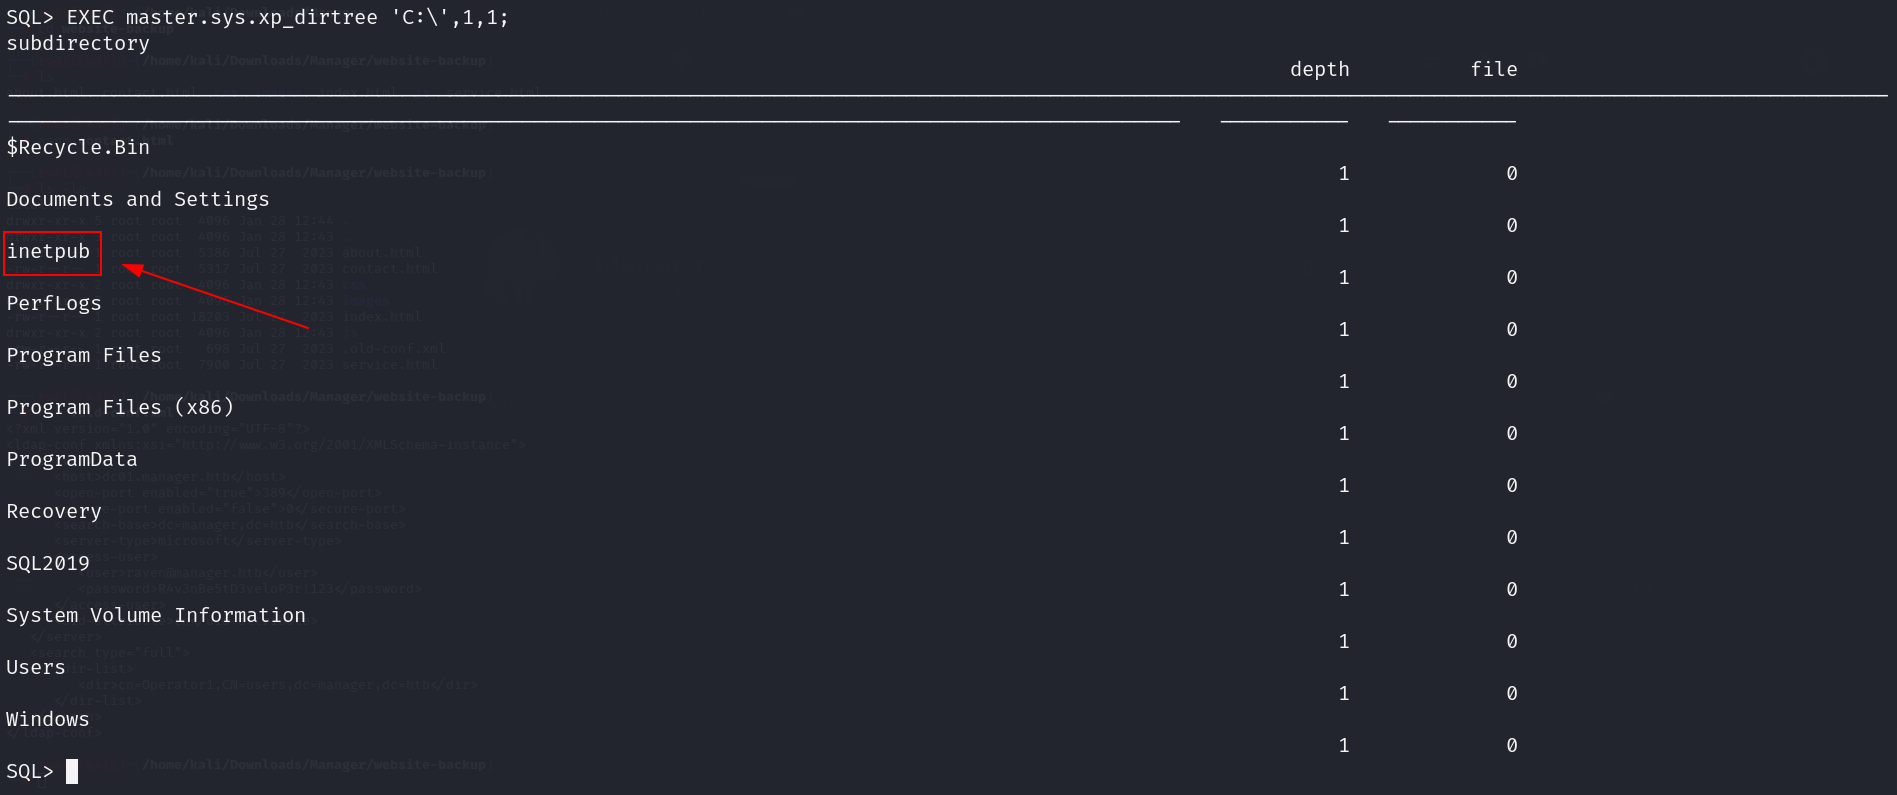 SQL> EXEC master.sys.xp_dirtree 'C:\',1,1;
subdirectory
depth file
$Recycle.Bin
1 0
Documents and Settings
1 0
inetpub
1 0
PerfLogs
1 0
Program Files
1 0
Program Files (x86)
1 0
ProgramData
1 0
Recovery
1 0
SQL2019
1 0
System Volume Information
1 0
Users
1 0
Windows
1 0
SQL>